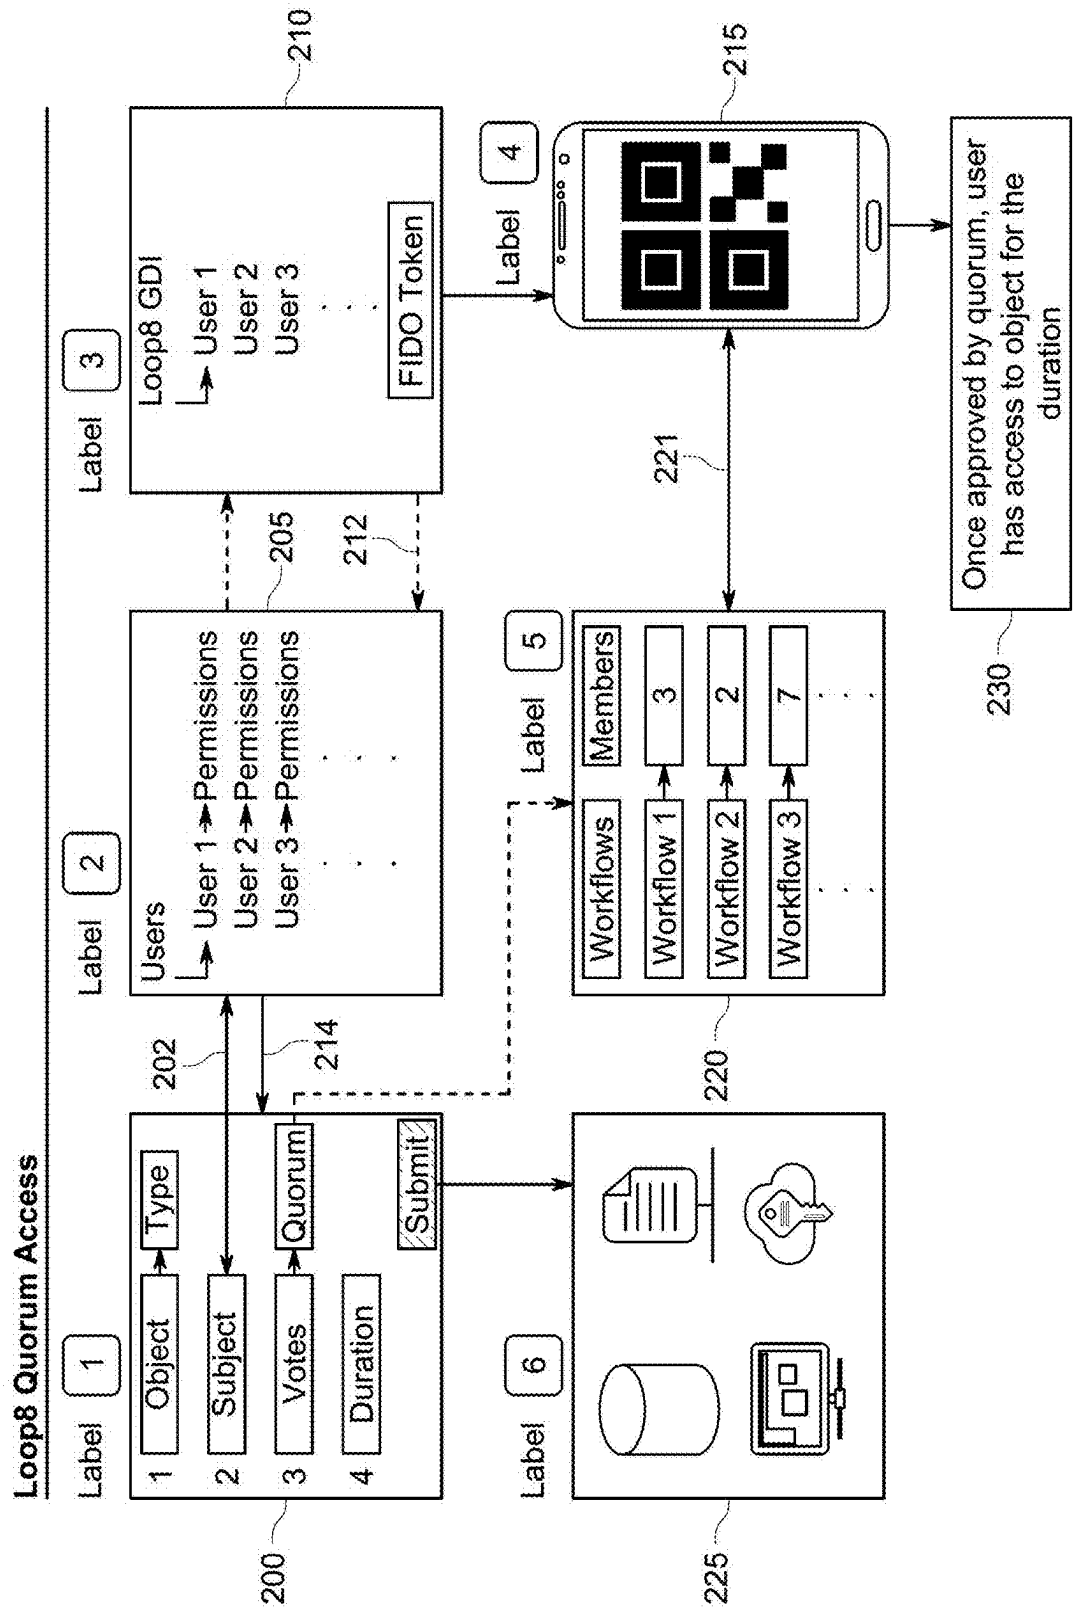 Loop8 Quorum Access
Label 1
1 Object Type
2 Subject
3 Votes Quorum
4 Duration
Submit
200
202
214
Label 2
Users
User 1 Permissions
User 2 Permissions
User 3 Permissions
. . .
205
212
Label 3
Loop8 GDI
User 1
User 2
User 3
. . .
FIDO Token
210
Label 6
225
Label 5
Workflows Members
Workflow 1 3
Workflow 2 2
Workflow 3 7
. . .
220
221
Label 4
215
Once approved by quorum, user
has access to object for the
duration
230